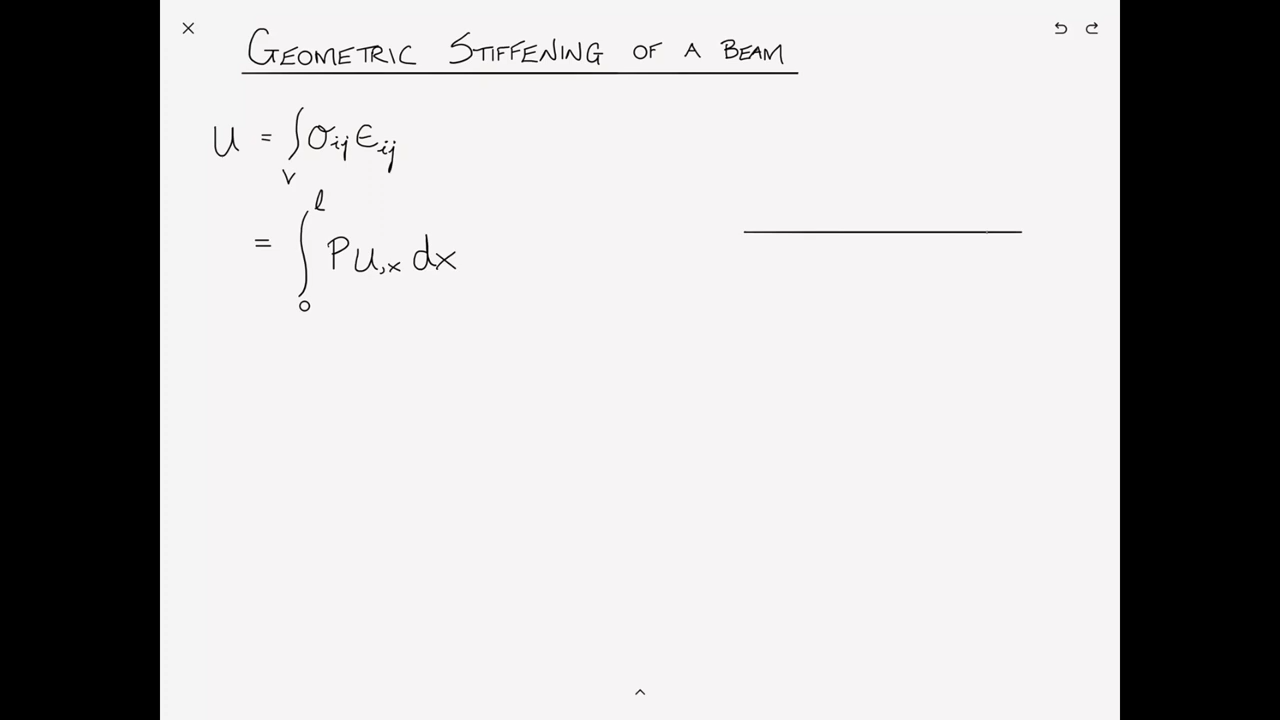 GEOMETRIC STIFFENING OF A BEAM
U = ∫_V σ_ij ε_ij
= ∫_0^ℓ P u,x dx